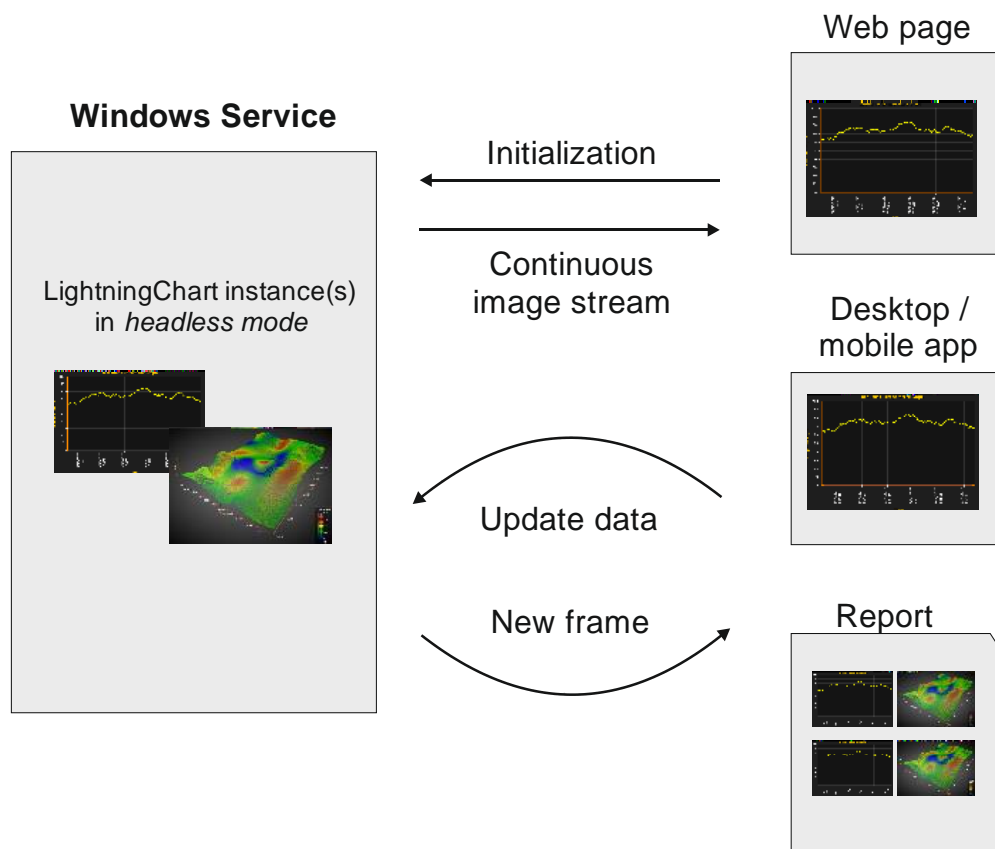 Web page
Windows Service
Initialization
Continuous
image stream
LightningChart instance(s)
in headless mode
Desktop /
mobile app
Update data
New frame
Report